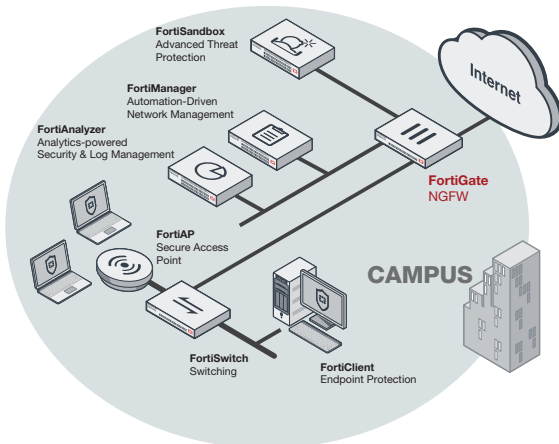 FortiSandbox
Advanced Threat
Protection
FortiManager
Automation-Driven
Network Management
FortiAnalyzer
Analytics-powered
Security & Log Management
Internet
FortiGate
NGFW
FortiAP
Secure Access
Point
CAMPUS
FortiSwitch
Switching
FortiClient
Endpoint Protection